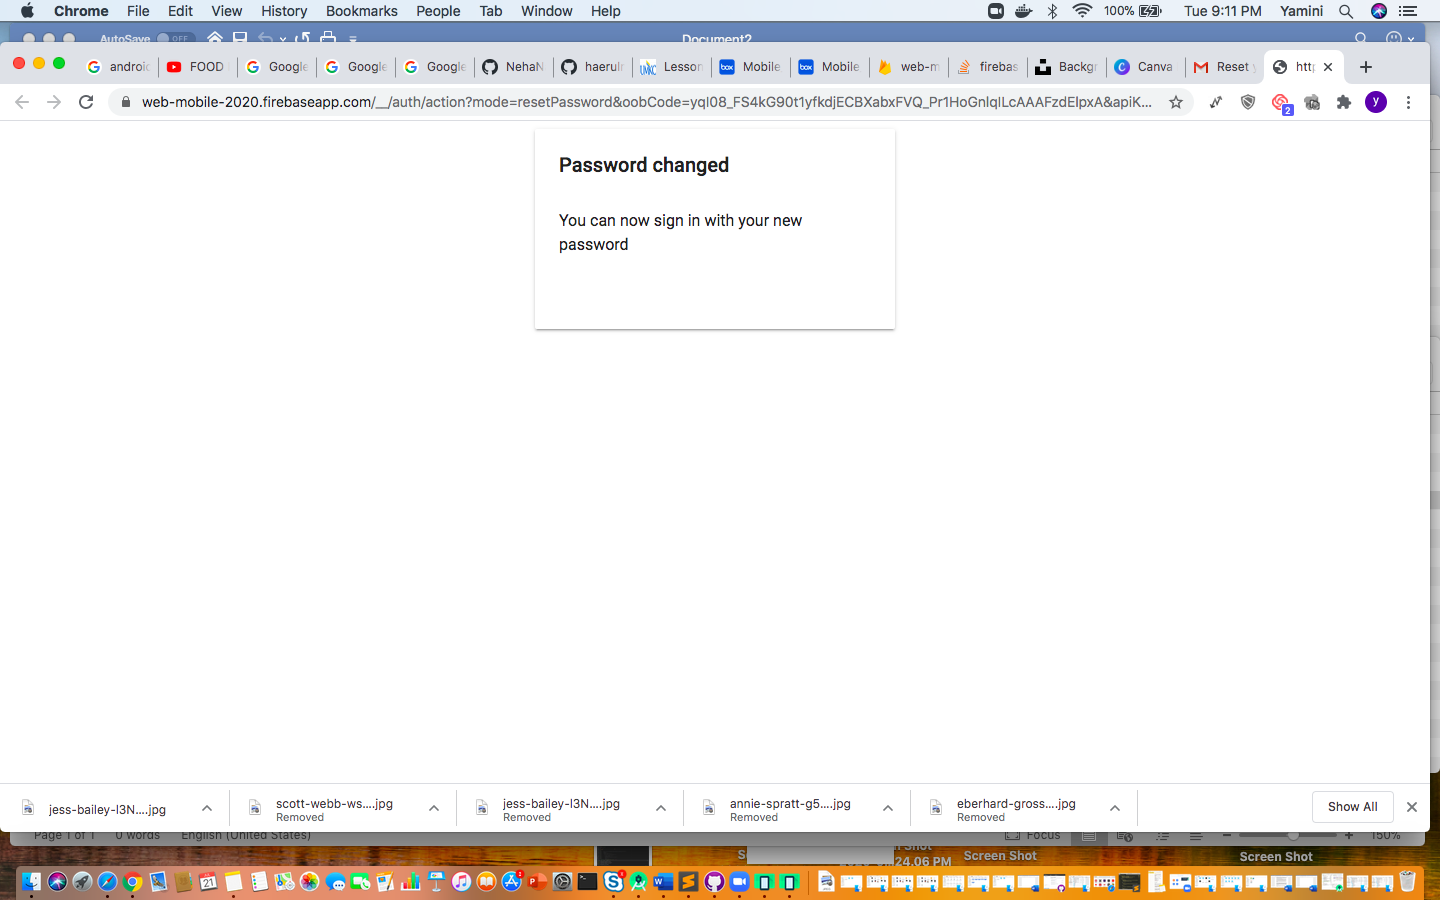 Chrome File Edit View History Bookmarks People Tab Window Help 100% Tue 9:11 PM Yamini
AutoSave OFF Document2
androi FOOD Google Google Google NehaN haerulr Lesson Mobile Mobile web-m firebas Backgr Canva Reset y http
web-mobile-2020.firebaseapp.com/__/auth/action?mode=resetPassword&oobCode=yqI08_FS4kG90t1yfkdjECBXabxFVQ_Pr1HoGnlqILcAAAFzdElpxA&apiK...
2
y
Password changed
You can now sign in with your new
password
jess-bailey-l3N....jpg
scott-webb-ws....jpg
Removed
jess-bailey-l3N....jpg
Removed
annie-spratt-g5....jpg
Removed
eberhard-gross....jpg
Removed
Show All
Page 1 of 1 0 words English (United States) Focus 150%
24.06 PM
Screen Shot
Screen Shot
21